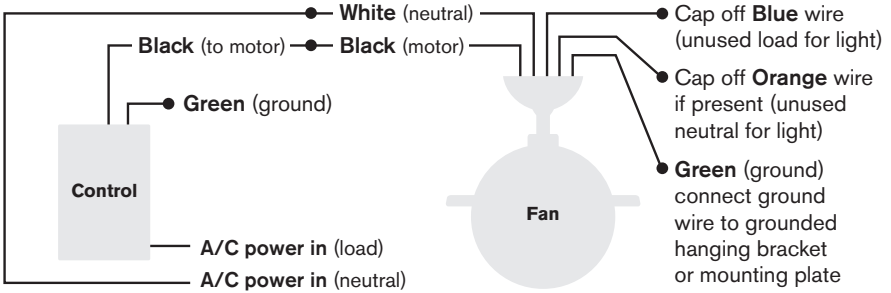 White (neutral)
Black (to motor)
Black (motor)
Green (ground)
Control
A/C power in (load)
A/C power in (neutral)
Fan
Cap off Blue wire
(unused load for light)
Cap off Orange wire
if present (unused
neutral for light)
Green (ground)
connect ground
wire to grounded
hanging bracket
or mounting plate